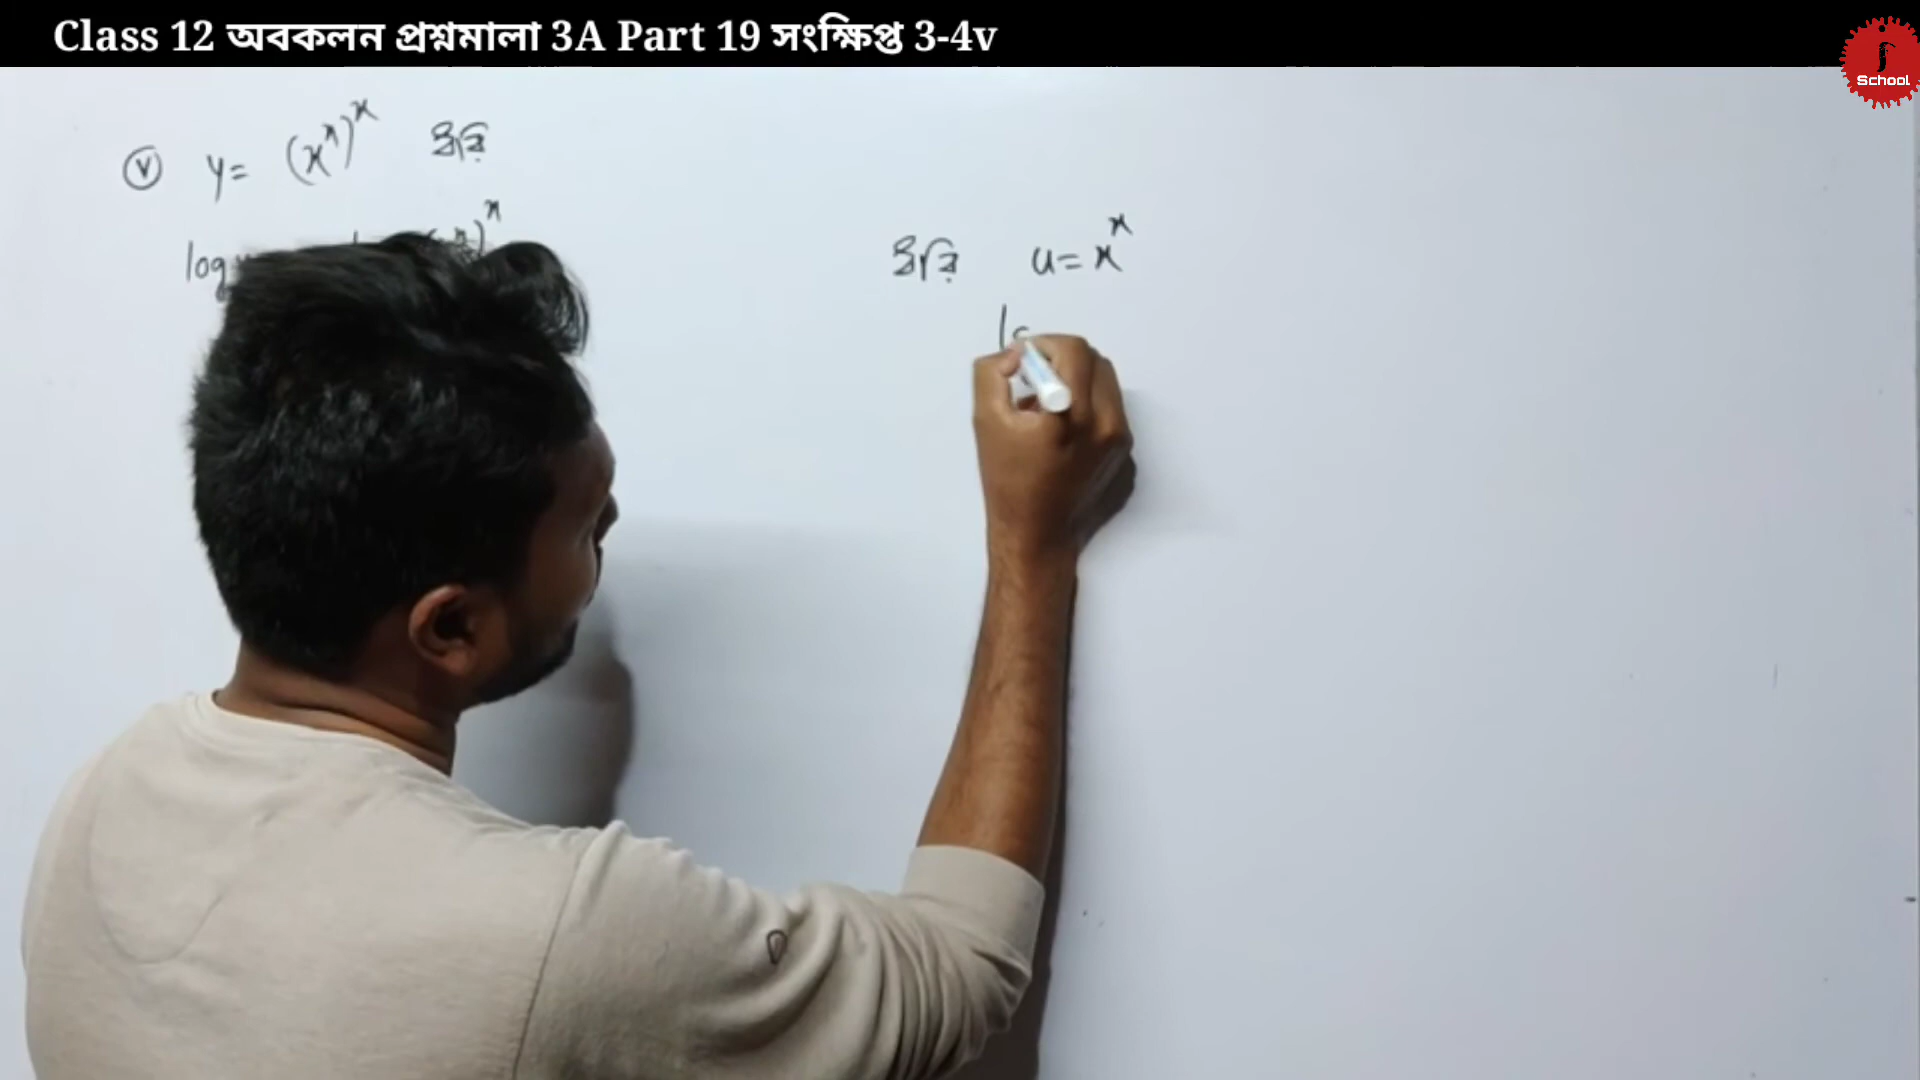 Class 12 অবকলন প্রশ্নমালা 3A Part 19 সংক্ষিপ্ত 3-4v
School
Ⓥ y= (x^x)^x ধরি
log
ধরি u=x^x